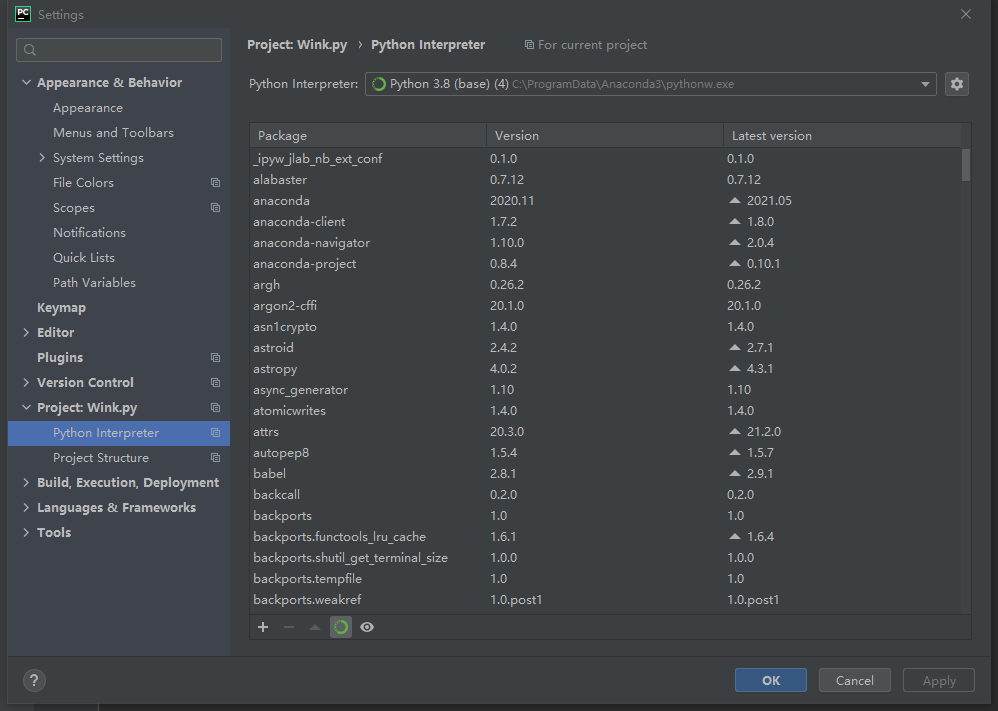 PC Settings
Project: Wink.py › Python Interpreter For current project
Appearance & Behavior
Appearance
Menus and Toolbars
System Settings
File Colors
Scopes
Notifications
Quick Lists
Path Variables
Keymap
Editor
Plugins
Version Control
Project: Wink.py
Python Interpreter
Project Structure
Build, Execution, Deployment
Languages & Frameworks
Tools
Python Interpreter: Python 3.8 (base) (4) C:\ProgramData\Anaconda3\pythonw.exe
Package Version Latest version
_ipyw_jlab_nb_ext_conf 0.1.0 0.1.0
alabaster 0.7.12 0.7.12
anaconda 2020.11 2021.05
anaconda-client 1.7.2 1.8.0
anaconda-navigator 1.10.0 2.0.4
anaconda-project 0.8.4 0.10.1
argh 0.26.2 0.26.2
argon2-cffi 20.1.0 20.1.0
asn1crypto 1.4.0 1.4.0
astroid 2.4.2 2.7.1
astropy 4.0.2 4.3.1
async_generator 1.10 1.10
atomicwrites 1.4.0 1.4.0
attrs 20.3.0 21.2.0
autopep8 1.5.4 1.5.7
babel 2.8.1 2.9.1
backcall 0.2.0 0.2.0
backports 1.0 1.0
backports.functools_lru_cache 1.6.1 1.6.4
backports.shutil_get_terminal_size 1.0.0 1.0.0
backports.tempfile 1.0 1.0
backports.weakref 1.0.post1 1.0.post1
? OK Cancel Apply